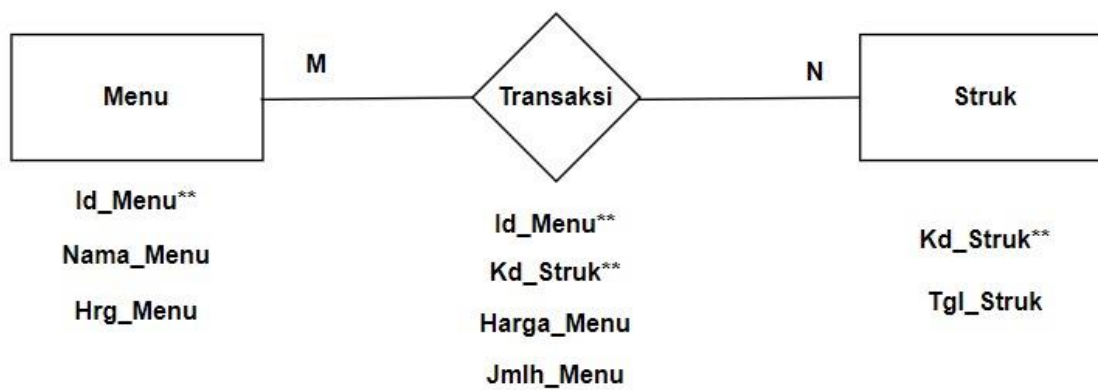 M
N
Menu
Transaksi
Struk
Id_Menu**
Nama_Menu
Hrg_Menu
Id_Menu**
Kd_Struk**
Harga_Menu
Jmlh_Menu
Kd_Struk**
Tgl_Struk